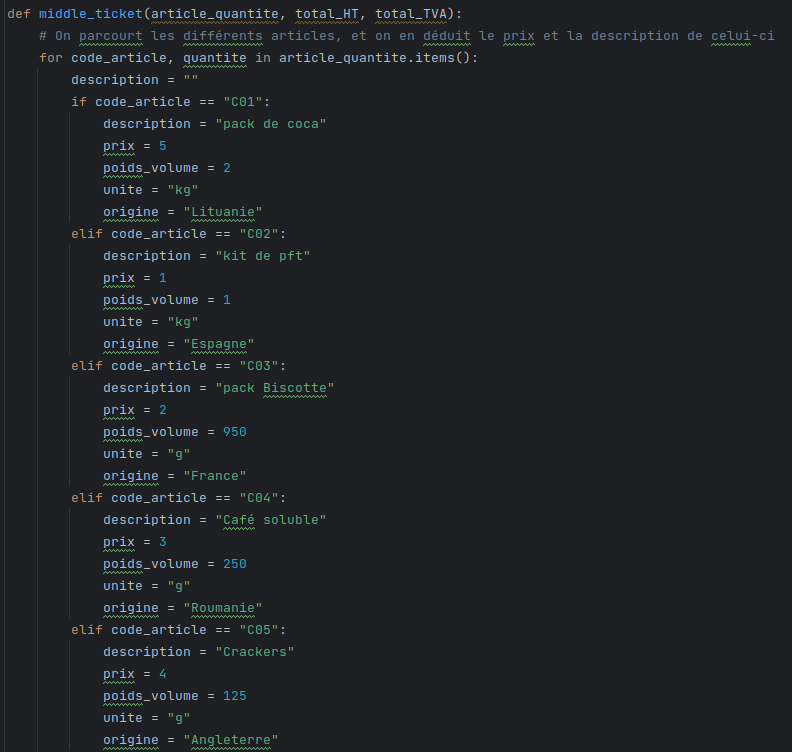 def middle_ticket(article_quantite, total_HT, total_TVA):
    # On parcourt les différents articles, et on en déduit le prix et la description de celui-ci
    for code_article, quantite in article_quantite.items():
        description = ""
        if code_article == "C01":
            description = "pack de coca"
            prix = 5
            poids_volume = 2
            unite = "kg"
            origine = "Lituanie"
        elif code_article == "C02":
            description = "kit de pft"
            prix = 1
            poids_volume = 1
            unite = "kg"
            origine = "Espagne"
        elif code_article == "C03":
            description = "pack Biscotte"
            prix = 2
            poids_volume = 950
            unite = "g"
            origine = "France"
        elif code_article == "C04":
            description = "Café soluble"
            prix = 3
            poids_volume = 250
            unite = "g"
            origine = "Roumanie"
        elif code_article == "C05":
            description = "Crackers"
            prix = 4
            poids_volume = 125
            unite = "g"
            origine = "Angleterre"